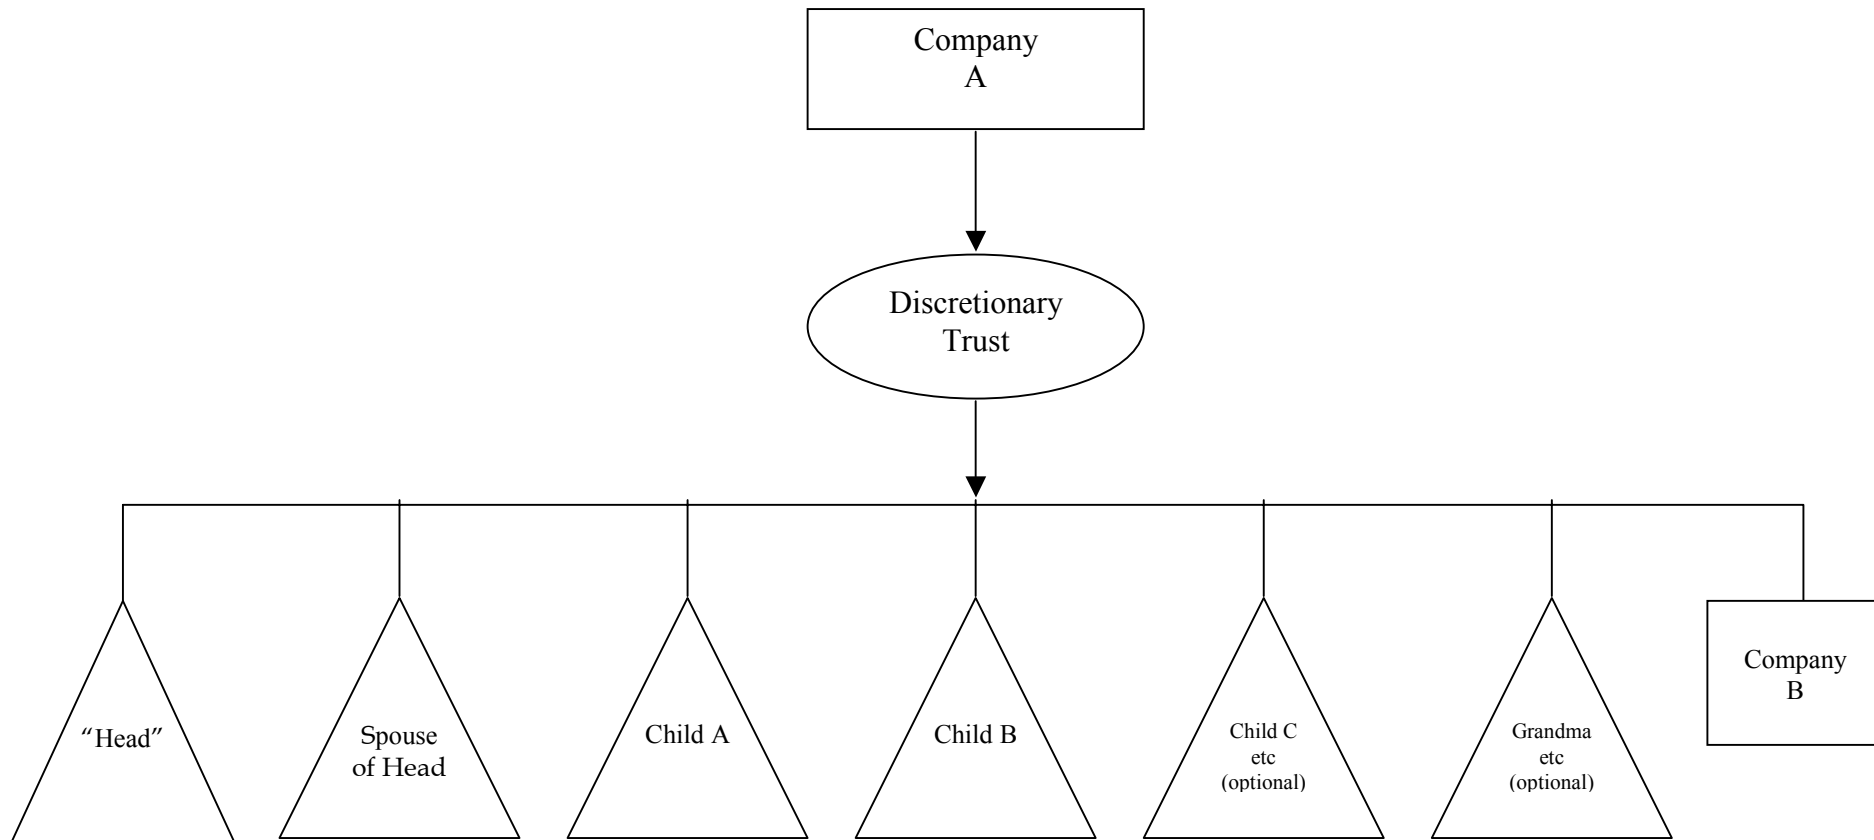 Company
A
Discretionary
Trust
“Head”
Spouse
of Head
Child A
Child B
Child C
etc
(optional)
Grandma
etc
(optional)
Company
B